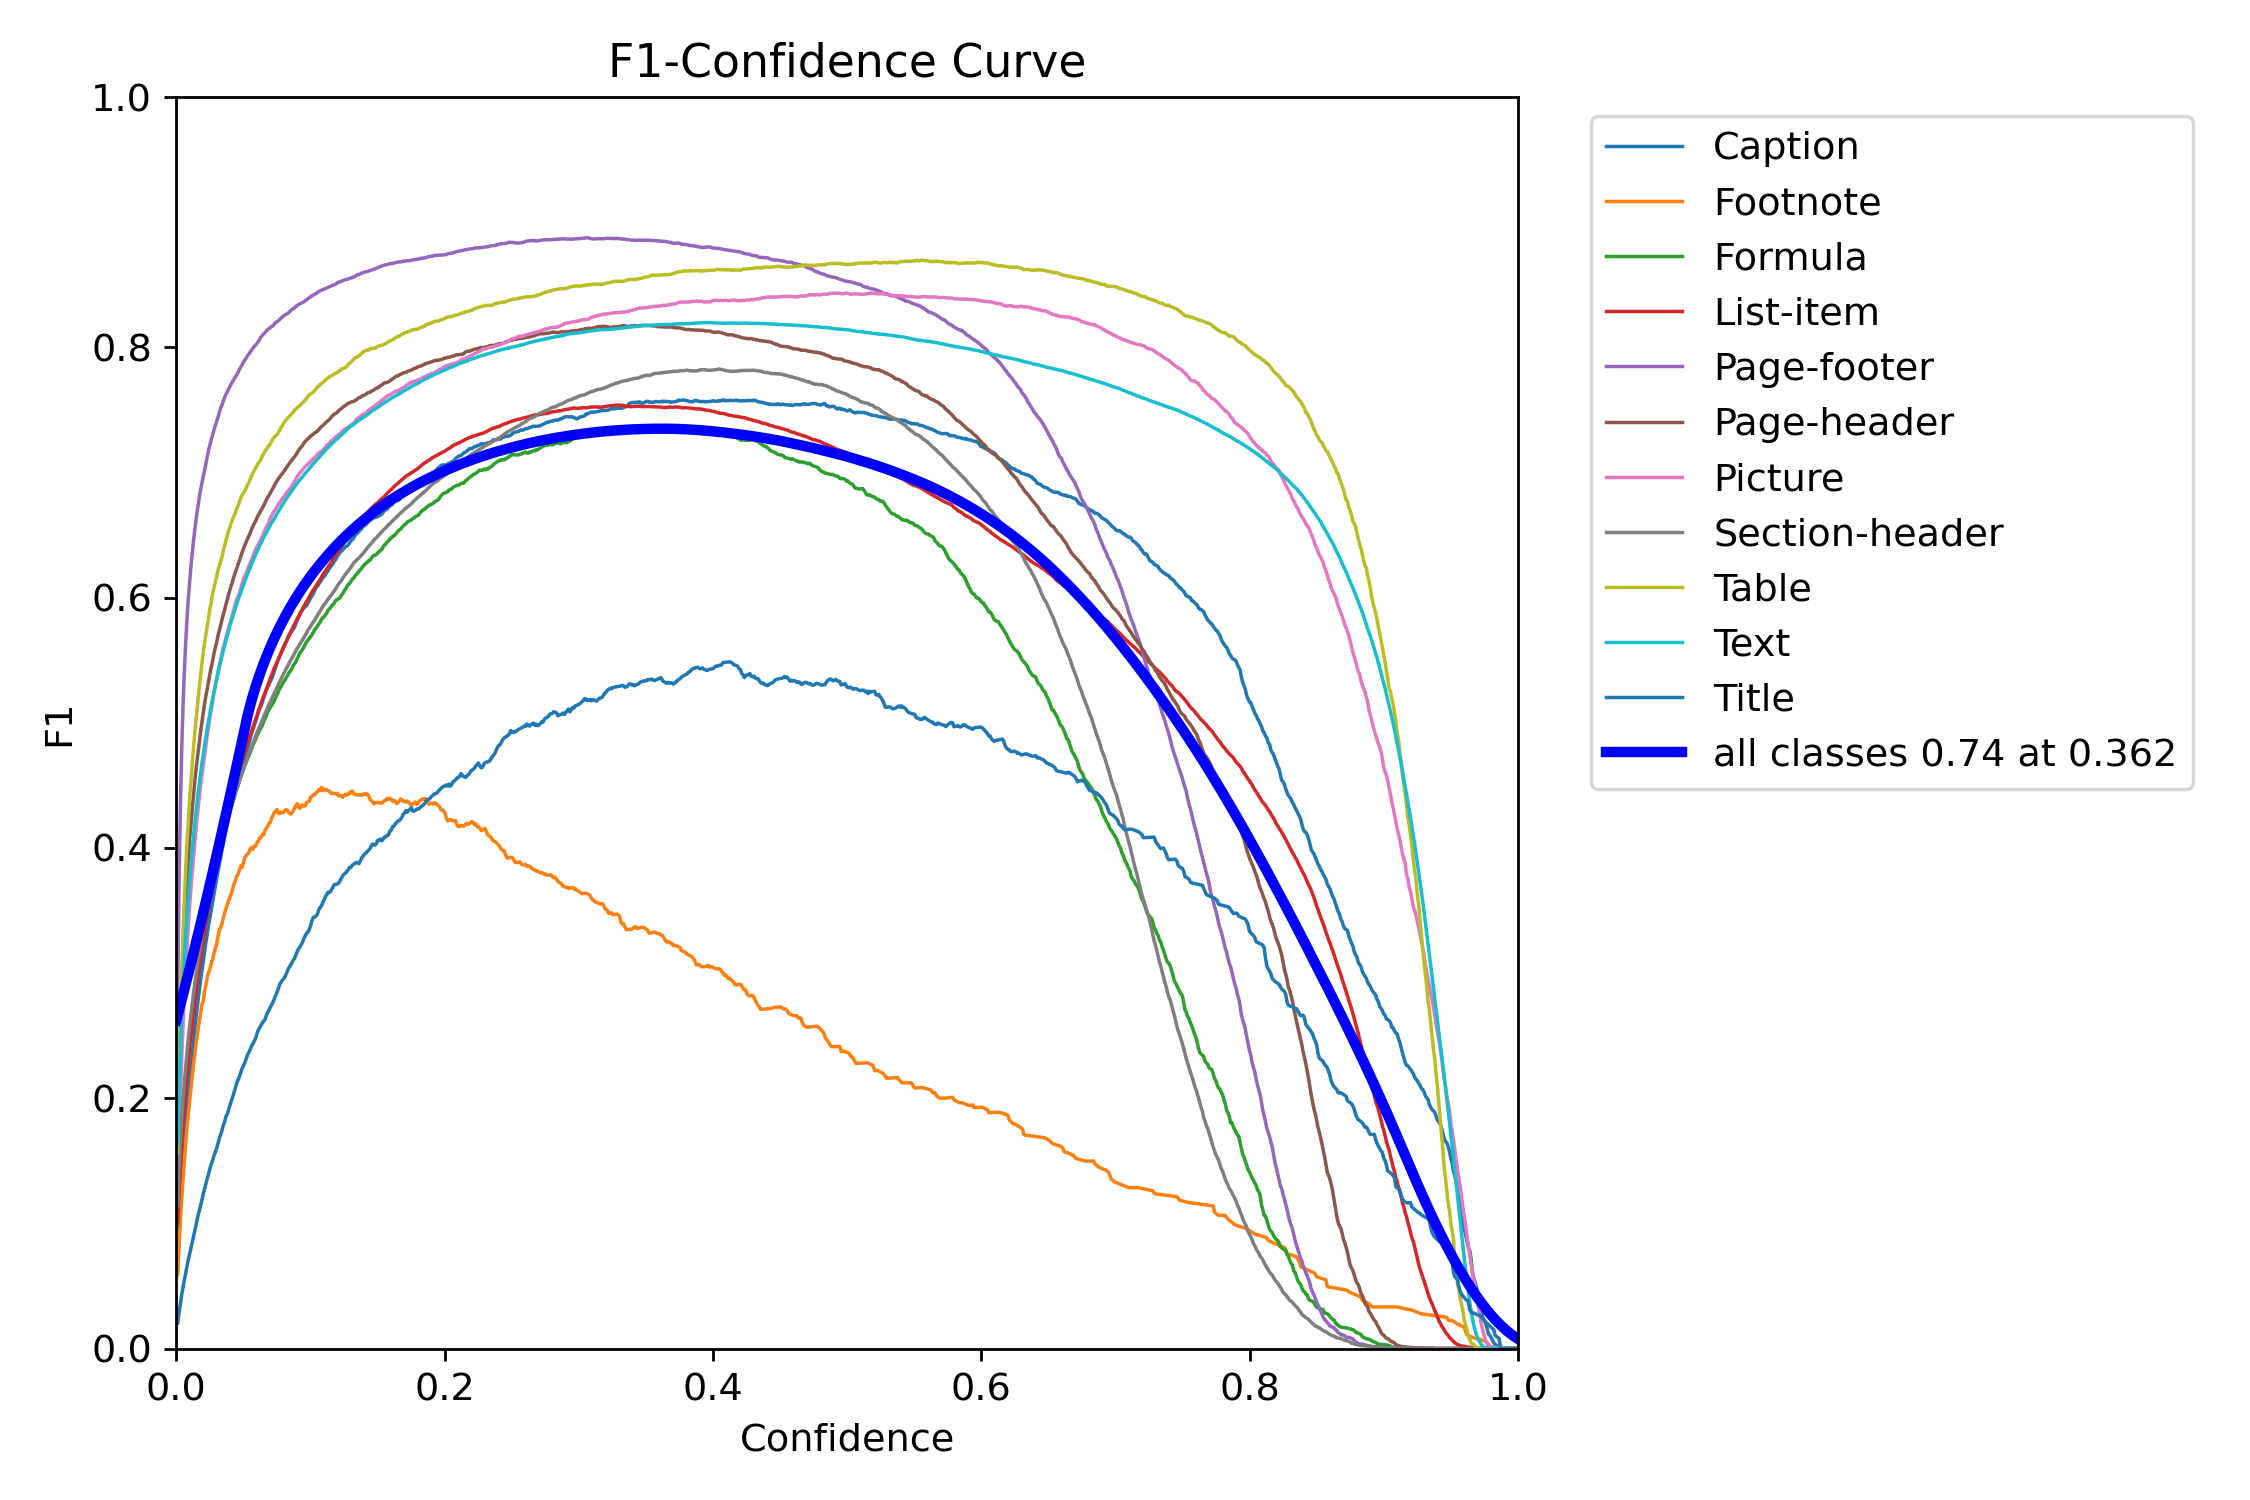 F1-Confidence Curve
1.0
0.8
0.6
0.4
0.2
0.0
F1
0.0 0.2 0.4 0.6 0.8 1.0
Confidence
Caption
Footnote
Formula
List-item
Page-footer
Page-header
Picture
Section-header
Table
Text
Title
all classes 0.74 at 0.362